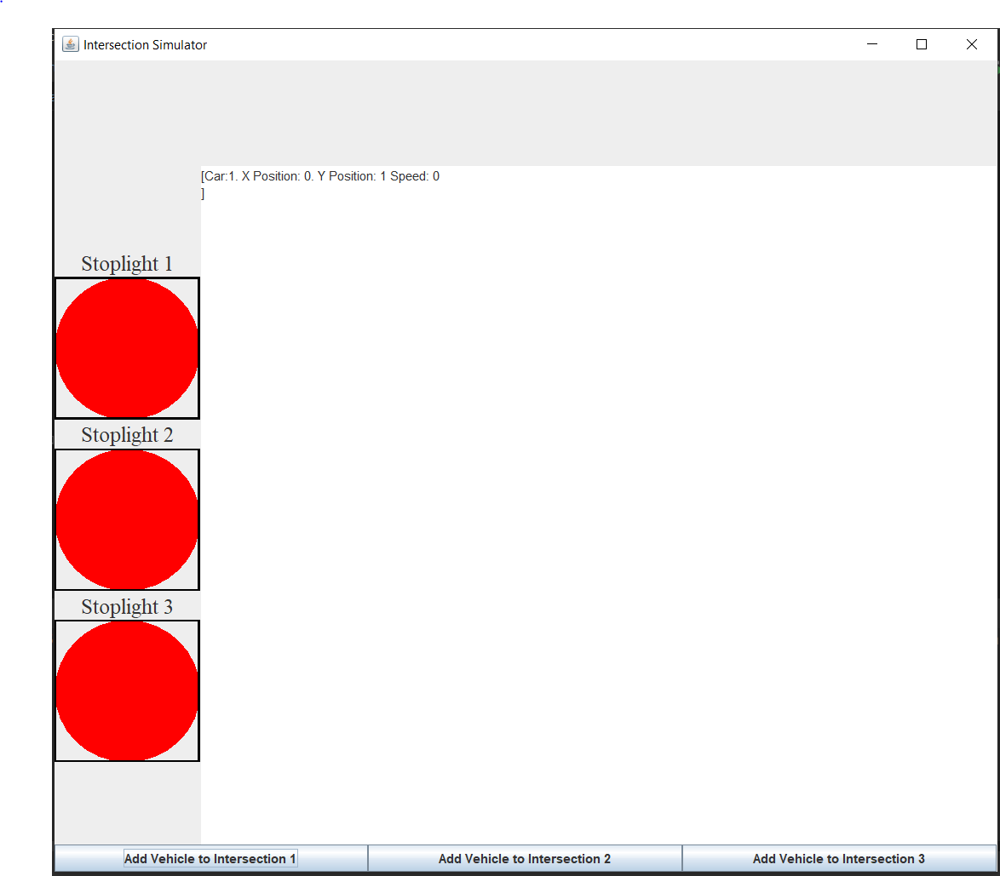 Intersection Simulator
[Car:1. X Position: 0. Y Position: 1 Speed: 0
]
Stoplight 1
Stoplight 2
Stoplight 3
Add Vehicle to Intersection 1
Add Vehicle to Intersection 2
Add Vehicle to Intersection 3